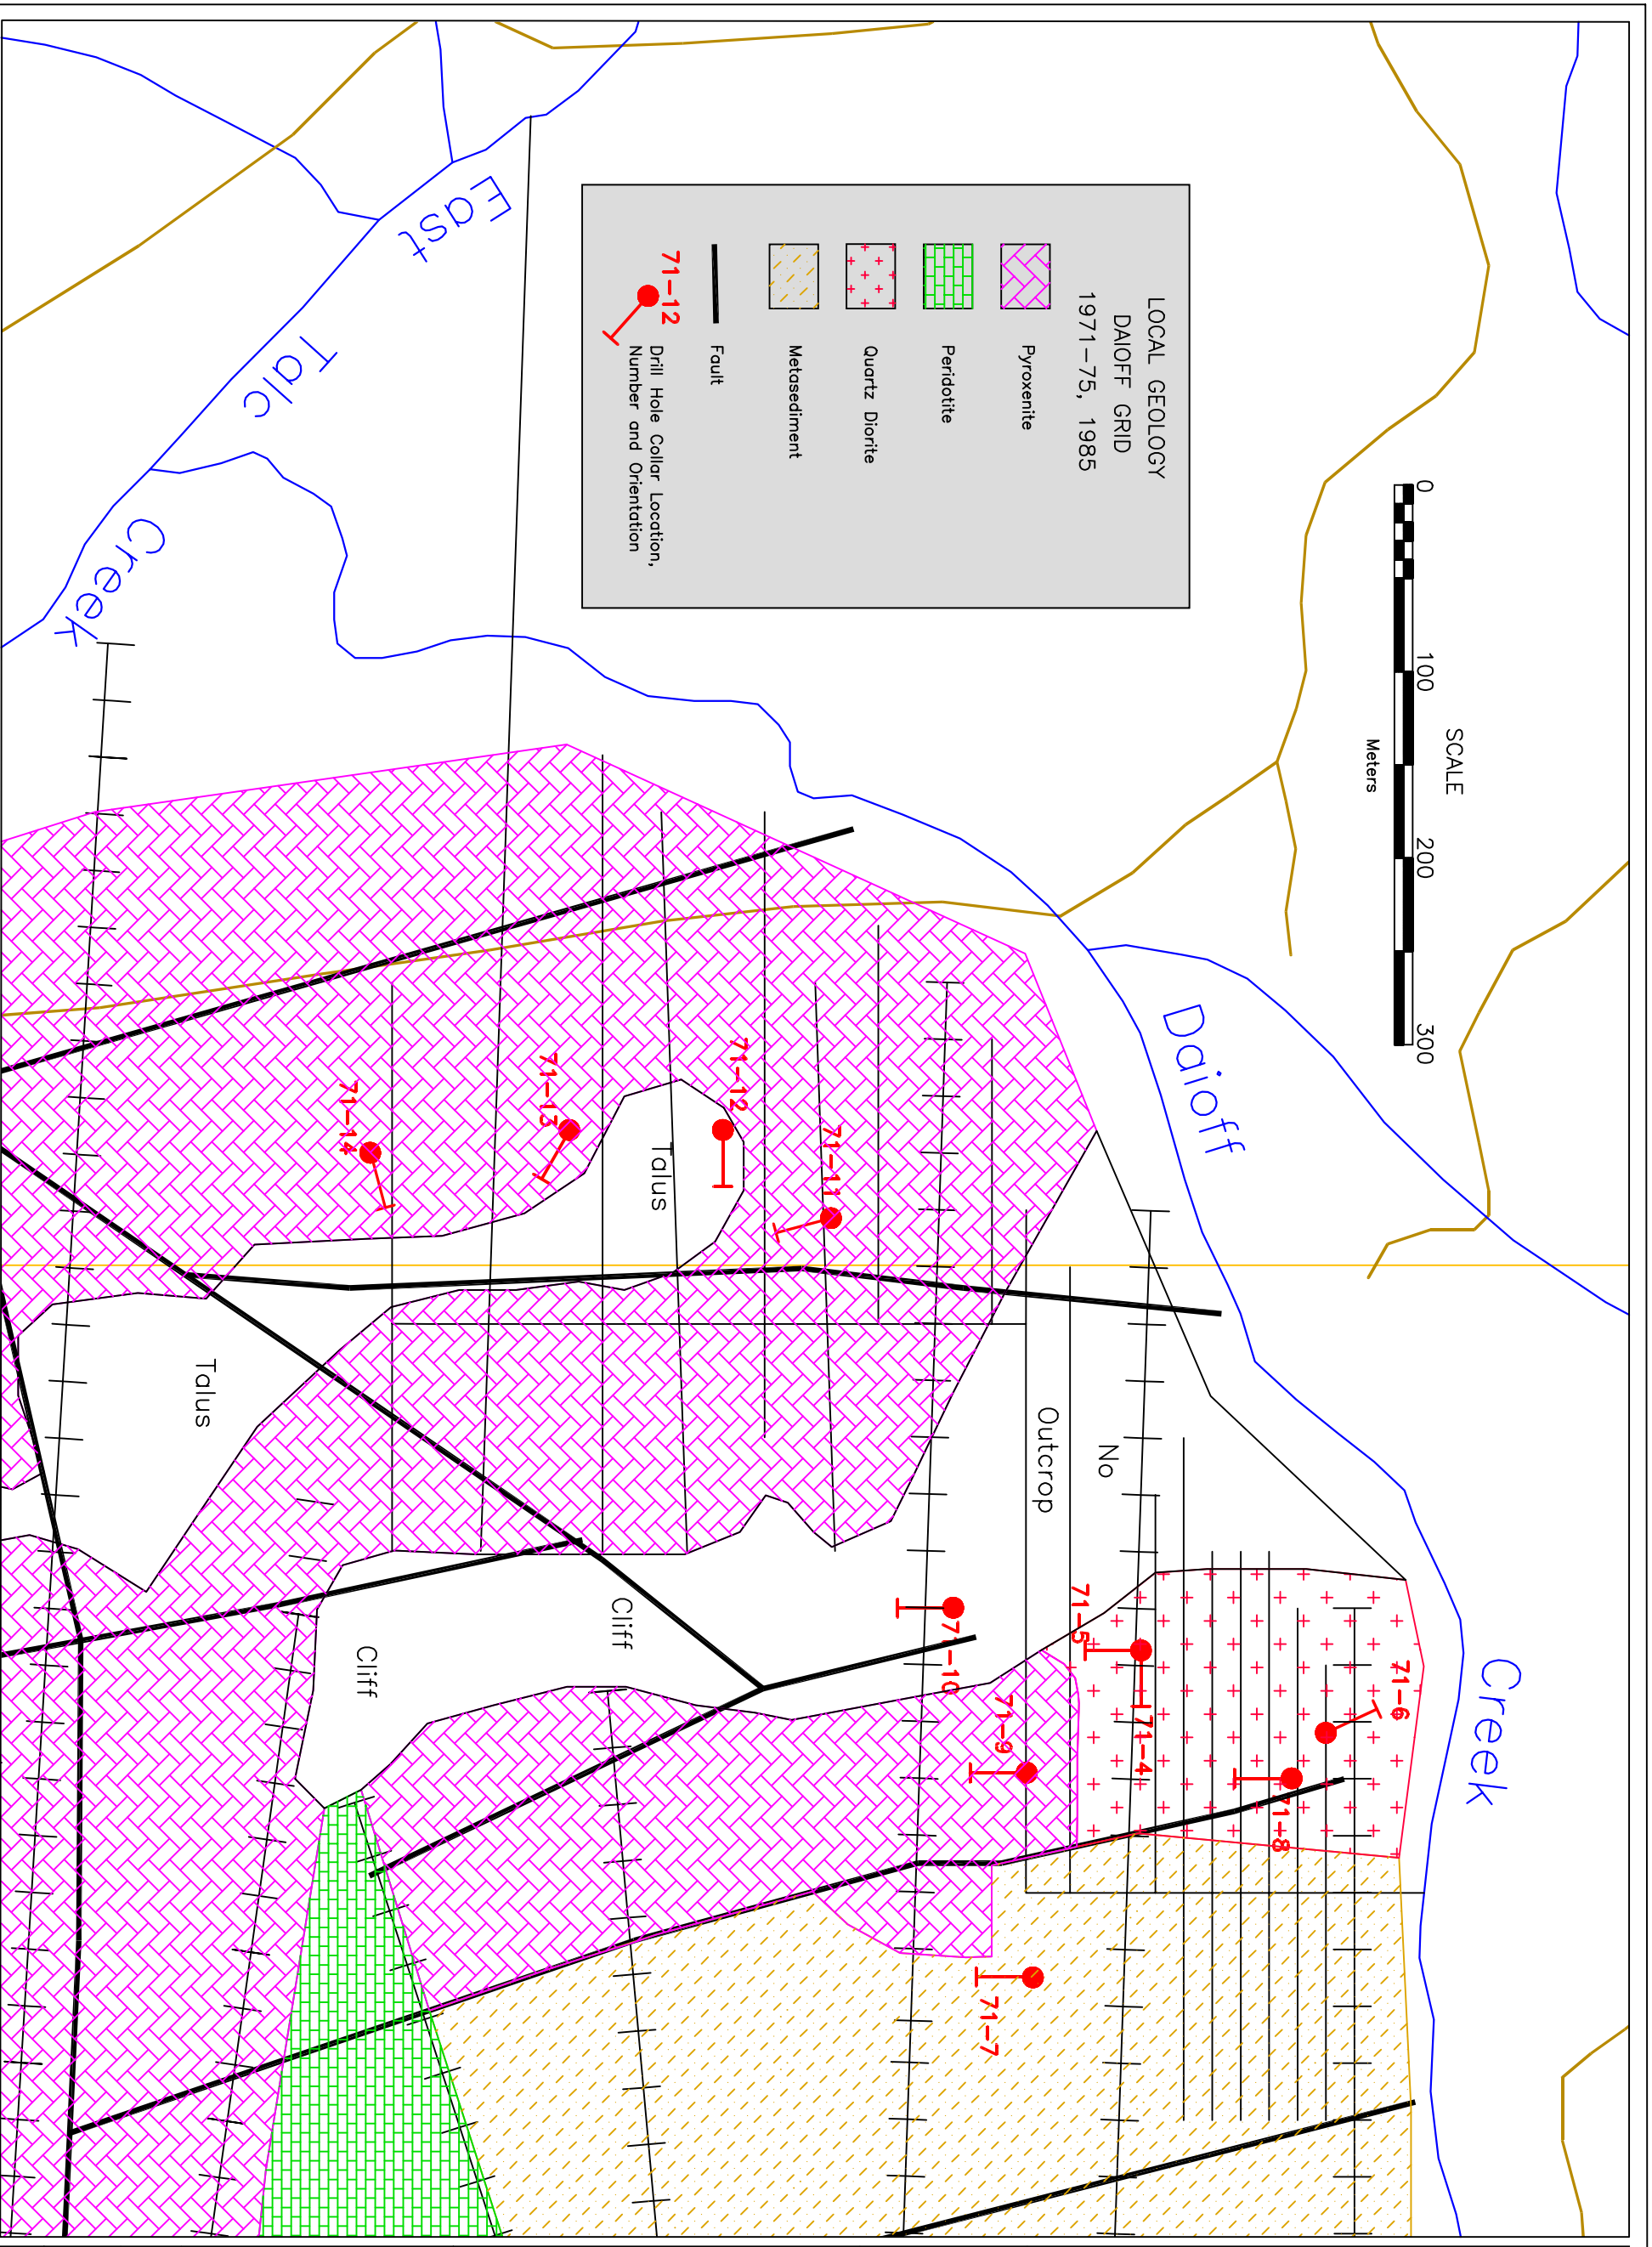 SCALE
0 100 200 300
Meters
LOCAL GEOLOGY
DAIOFF GRID
1971-75, 1985
Pyroxenite
Peridotite
Quartz Diorite
Metasediment
Fault
71-12
Drill Hole Collar Location,
Number and Orientation
East
Talc
Creek
Daioff
Creek
71-6
71-8
71-4
71-5
No
Outcrop
71-7
71-9
71-10
71-11
71-12
Talus
71-13
71-14
Cliff
Cliff
Talus